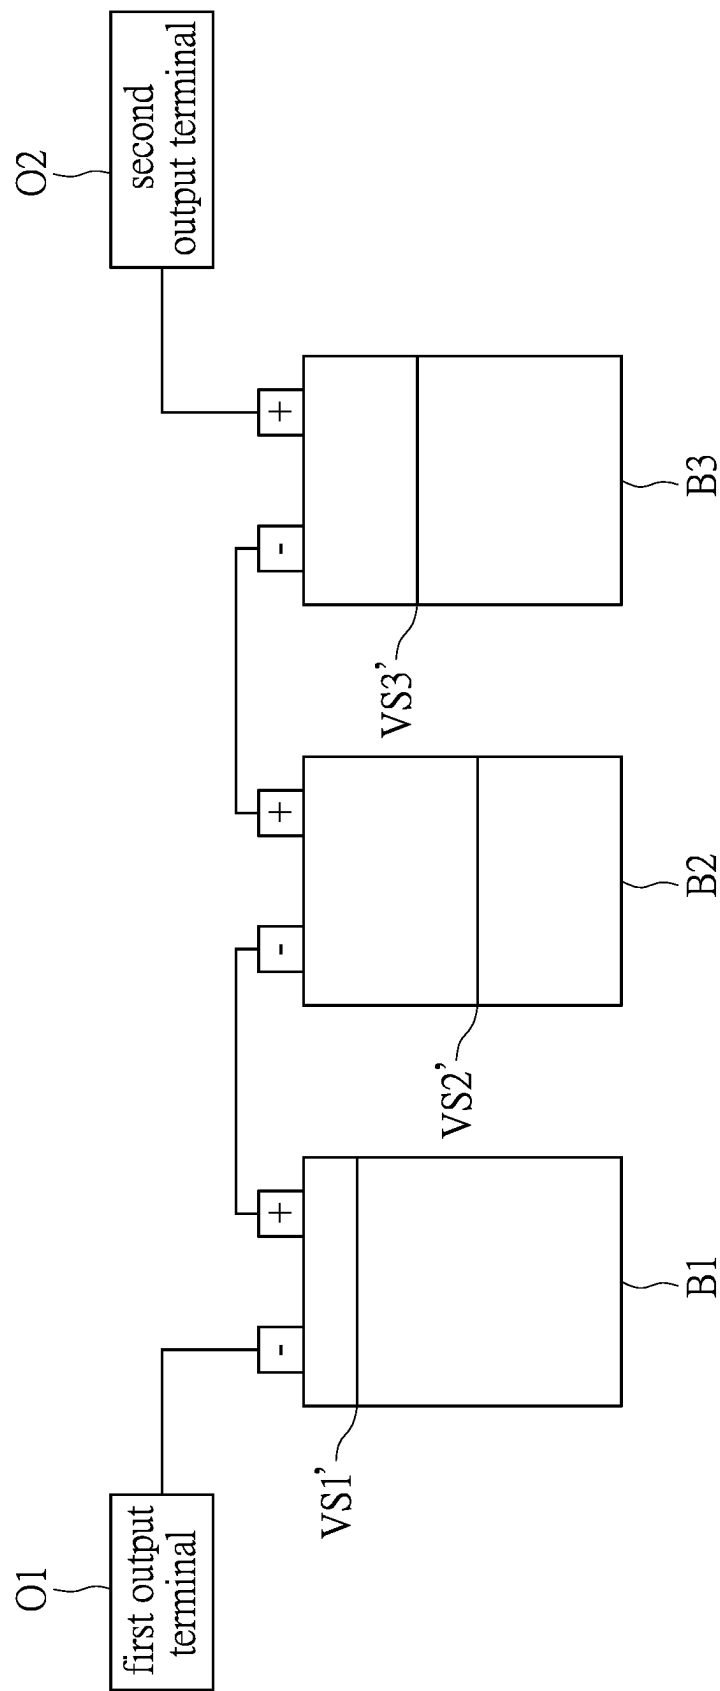 O1
first output
terminal
O2
second
output terminal
-
+
-
+
-
+
VS1’
VS2’
VS3’
B1
B2
B3